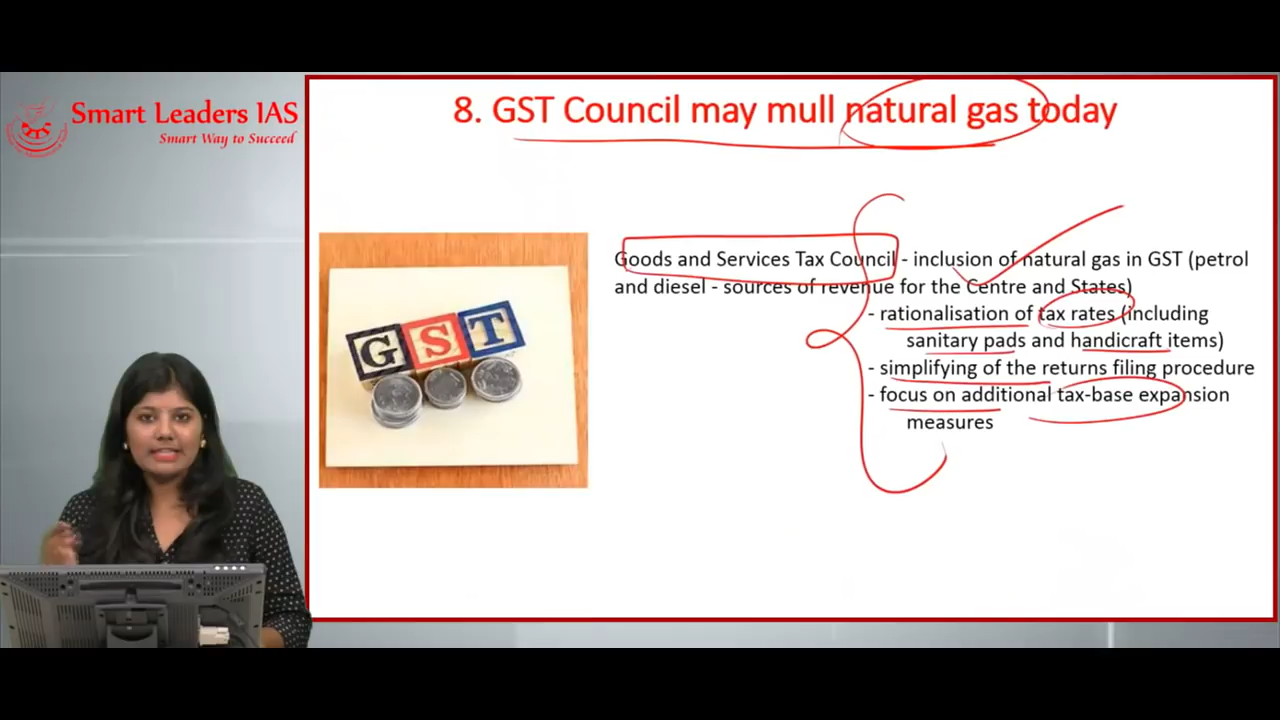 Smart Leaders IAS
Smart Way to Succeed
8. GST Council may mull natural gas today
GST
Goods and Services Tax Council - inclusion of natural gas in GST (petrol
and diesel - sources of revenue for the Centre and States)
- rationalisation of tax rates (including
sanitary pads and handicraft items)
- simplifying of the returns filing procedure
- focus on additional tax-base expansion
measures